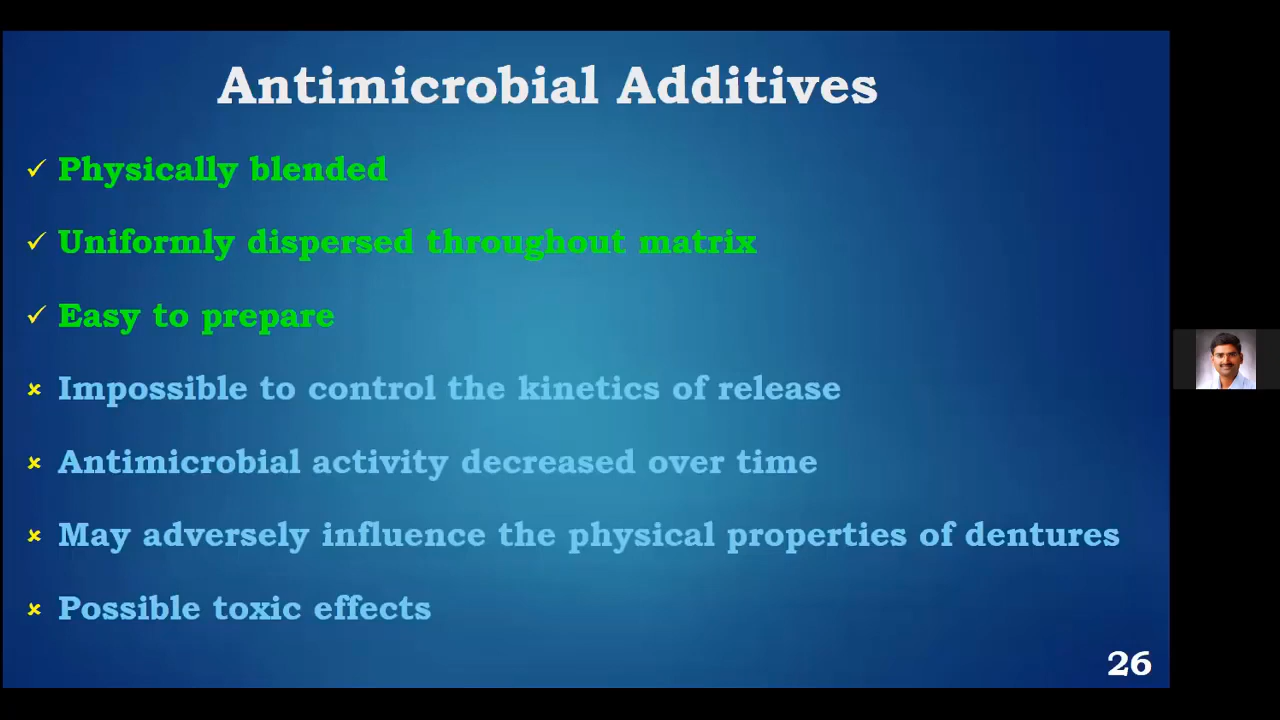 Antimicrobial Additives
✓ Physically blended
✓ Uniformly dispersed throughout matrix
✓ Easy to prepare
× Impossible to control the kinetics of release
× Antimicrobial activity decreased over time
× May adversely influence the physical properties of dentures
× Possible toxic effects
26